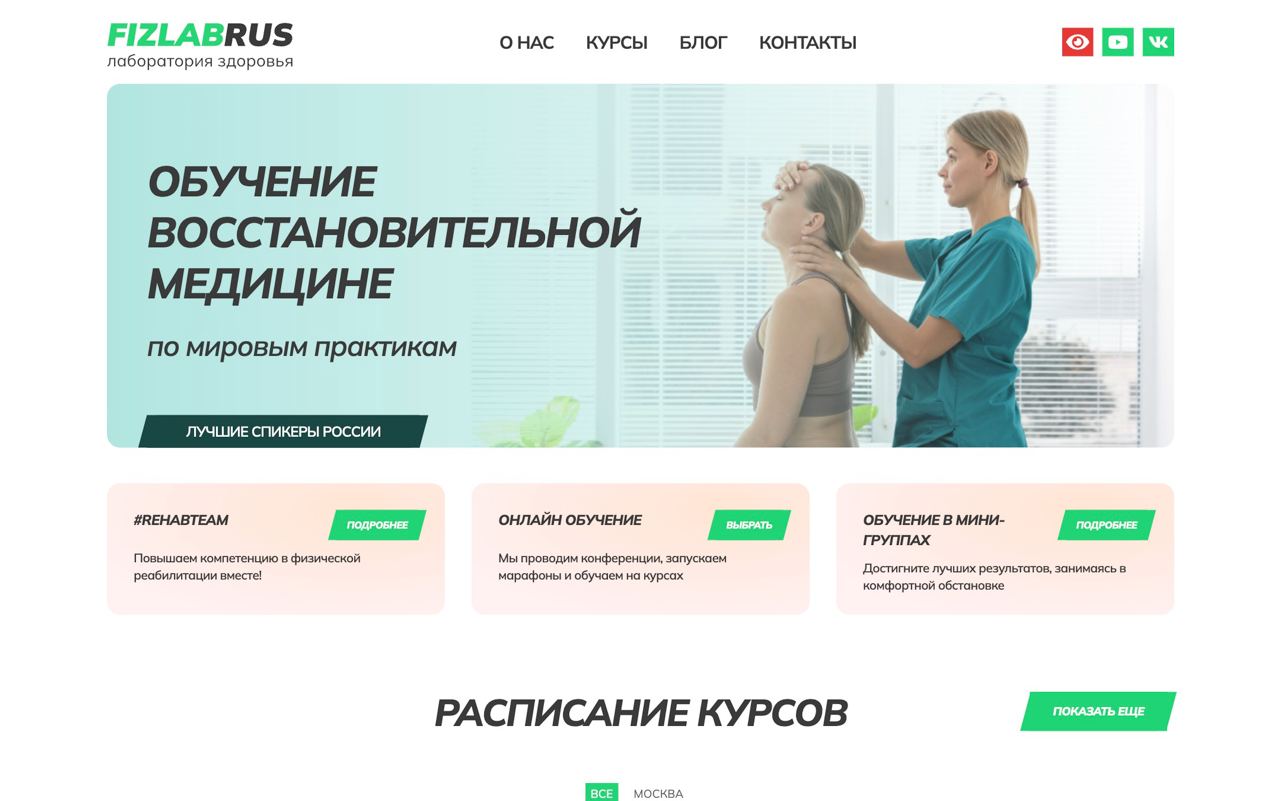 FIZLABRUS
лаборатория здоровья
О НАС КУРСЫ БЛОГ КОНТАКТЫ
ОБУЧЕНИЕ
ВОССТАНОВИТЕЛЬНОЙ
МЕДИЦИНЕ
по мировым практикам
ЛУЧШИЕ СПИКЕРЫ РОССИИ
#REHABTEAM
ПОДРОБНЕЕ
Повышаем компетенцию в физической
реабилитации вместе!
ОНЛАЙН ОБУЧЕНИЕ
ВЫБРАТЬ
Мы проводим конференции, запускаем
марафоны и обучаем на курсах
ОБУЧЕНИЕ В МИНИ-
ГРУППАХ
ПОДРОБНЕЕ
Достигните лучших результатов, занимаясь в
комфортной обстановке
РАСПИСАНИЕ КУРСОВ
ПОКАЗАТЬ ЕЩЕ
ВСЕ МОСКВА